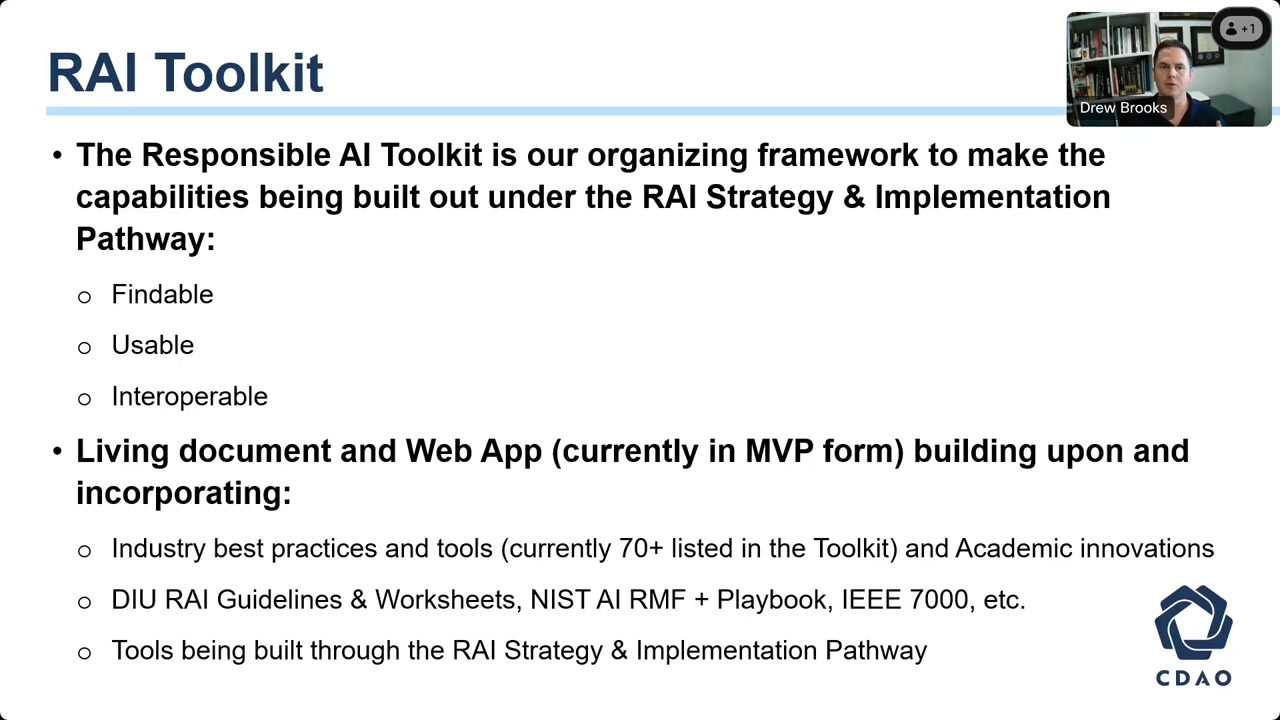 RAI Toolkit
+1
Drew Brooks
• The Responsible AI Toolkit is our organizing framework to make the
capabilities being built out under the RAI Strategy & Implementation
Pathway:
o Findable
o Usable
o Interoperable
• Living document and Web App (currently in MVP form) building upon and
incorporating:
o Industry best practices and tools (currently 70+ listed in the Toolkit) and Academic innovations
o DIU RAI Guidelines & Worksheets, NIST AI RMF + Playbook, IEEE 7000, etc.
o Tools being built through the RAI Strategy & Implementation Pathway
CDAO